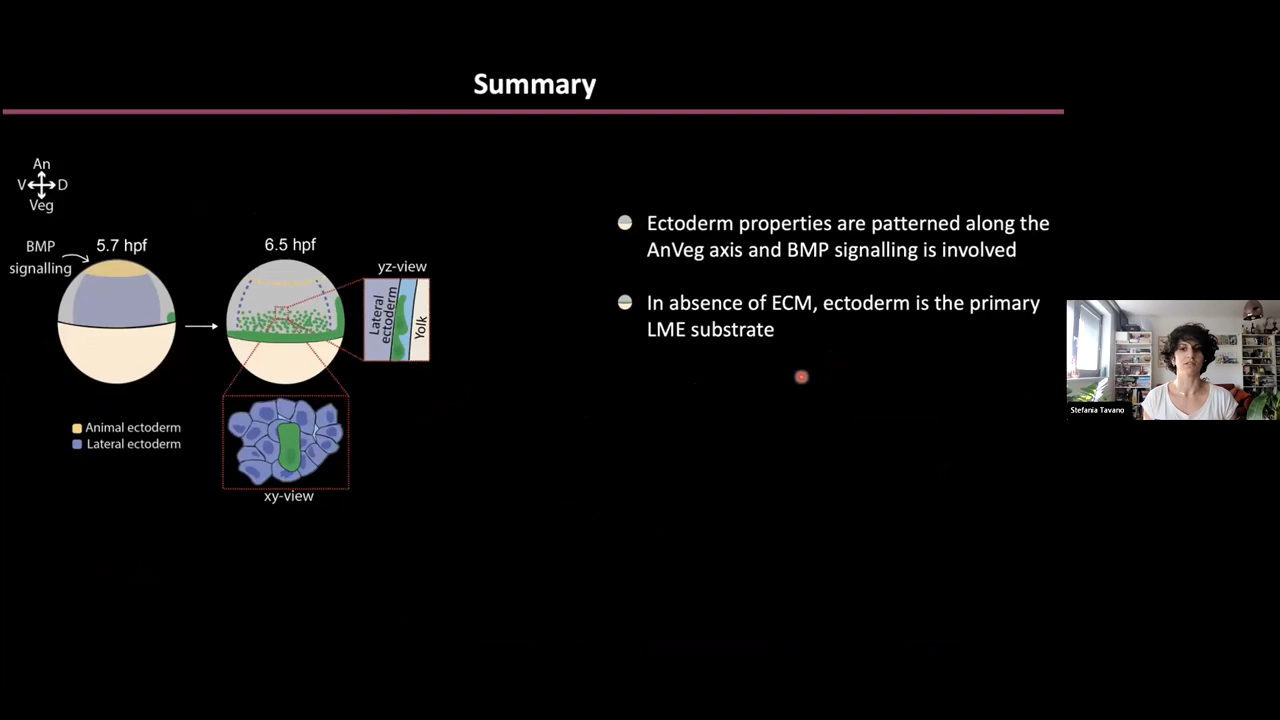 Summary
An
V D
Veg
BMP
signalling
5.7 hpf
6.5 hpf
yz-view
Lateral
ectoderm
Yolk
Animal ectoderm
Lateral ectoderm
xy-view
Ectoderm properties are patterned along the
AnVeg axis and BMP signalling is involved
In absence of ECM, ectoderm is the primary
LME substrate
Stefania Tavano